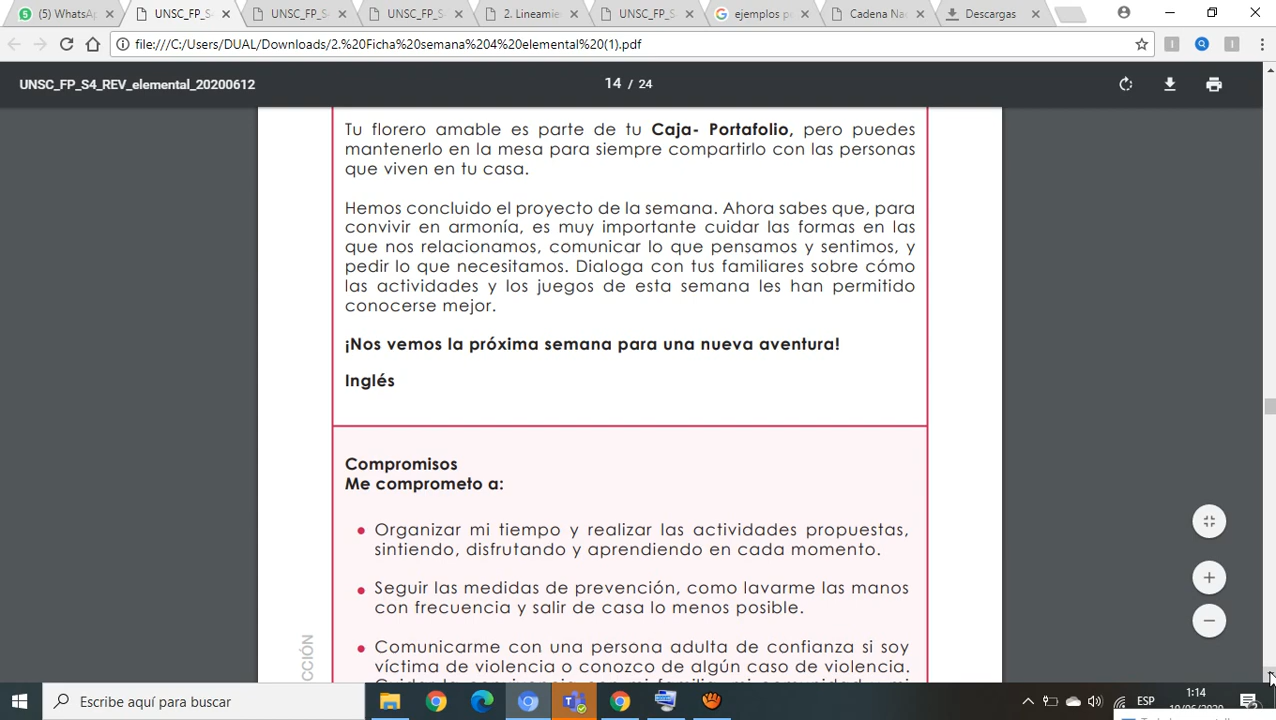 (5) WhatsA
UNSC_FP_S
UNSC_FP_S
UNSC_FP_S
2. Lineamie
UNSC_FP_S
ejemplos p
Cadena Na
Descargas
file:///C:/Users/DUAL/Downloads/2.%20Ficha%20semana%204%20elemental%20(1).pdf
UNSC_FP_S4_REV_elemental_20200612
14 / 24
Tu florero amable es parte de tu Caja- Portafolio, pero puedes
mantenerlo en la mesa para siempre compartirlo con las personas
que viven en tu casa.
Hemos concluido el proyecto de la semana. Ahora sabes que, para
convivir en armonía, es muy importante cuidar las formas en las
que nos relacionamos, comunicar lo que pensamos y sentimos, y
pedir lo que necesitamos. Dialoga con tus familiares sobre cómo
las actividades y los juegos de esta semana les han permitido
conocerse mejor.
¡Nos vemos la próxima semana para una nueva aventura!
Inglés
Compromisos
Me comprometo a:
• Organizar mi tiempo y realizar las actividades propuestas,
sintiendo, disfrutando y aprendiendo en cada momento.
• Seguir las medidas de prevención, como lavarme las manos
con frecuencia y salir de casa lo menos posible.
• Comunicarme con una persona adulta de confianza si soy
víctima de violencia o conozco de algún caso de violencia.
CCIÓN
Escribe aquí para buscar
ESP
1:14
2